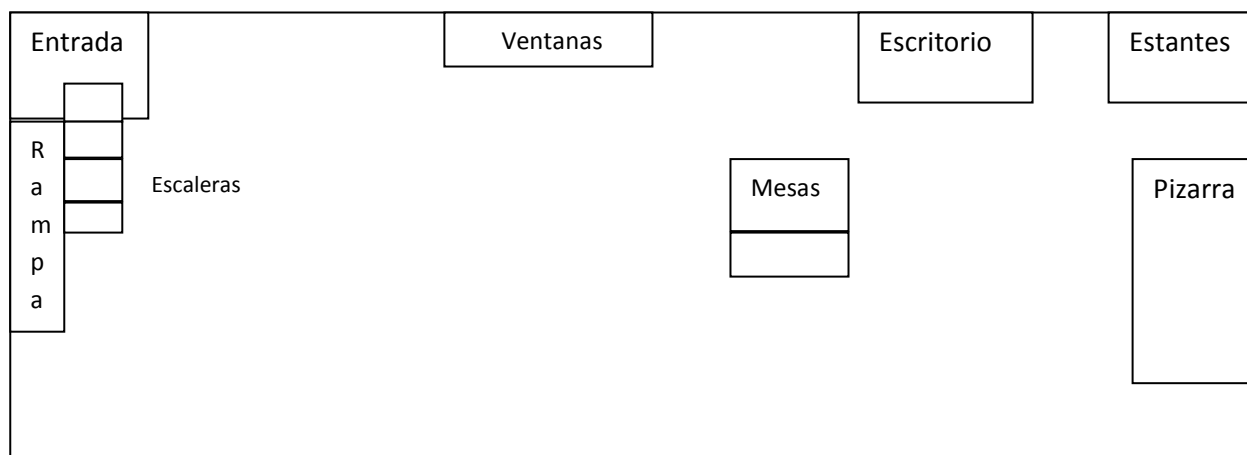 Entrada
Ventanas
Escritorio
Estantes
R
a
m
p
a
Escaleras
Mesas
Pizarra